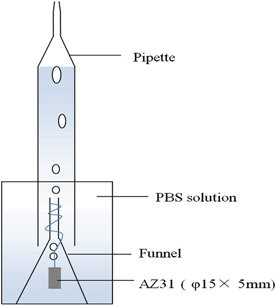 Pipette
PBS solution
Funnel
AZ31 ( φ15× 5mm)